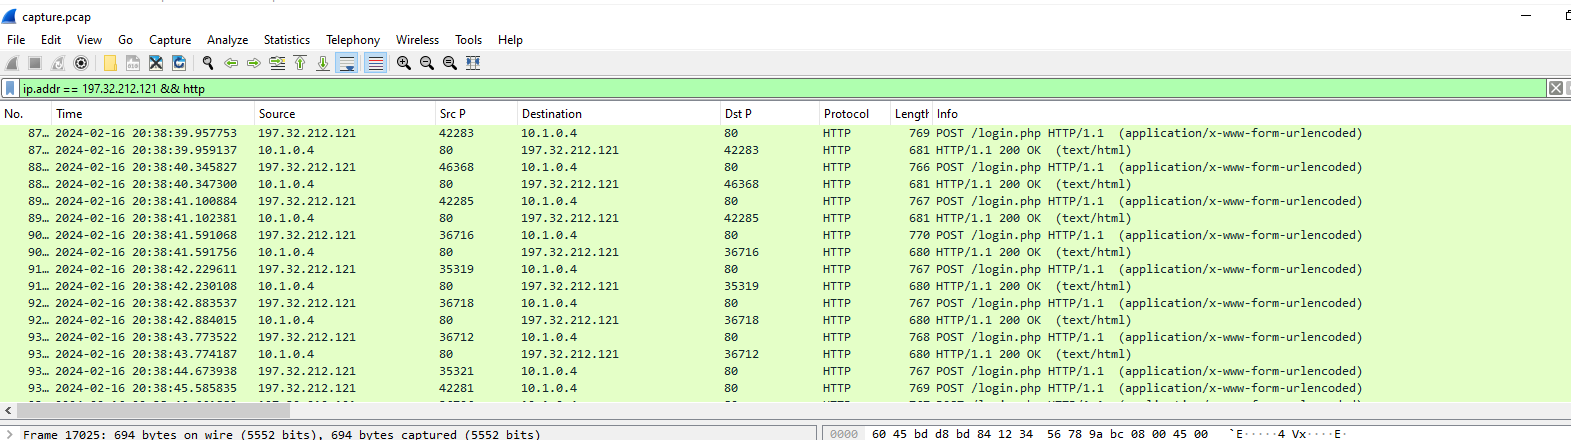 capture.pcap
File Edit View Go Capture Analyze Statistics Telephony Wireless Tools Help
ip.addr == 197.32.212.121 && http
No. Time Source Src P Destination Dst P Protocol Length Info
87… 2024-02-16 20:38:39.957753 197.32.212.121 42283 10.1.0.4 80 HTTP 769 POST /login.php HTTP/1.1 (application/x-www-form-urlencoded)
87… 2024-02-16 20:38:39.959137 10.1.0.4 80 197.32.212.121 42283 HTTP 681 HTTP/1.1 200 OK (text/html)
88… 2024-02-16 20:38:40.345827 197.32.212.121 46368 10.1.0.4 80 HTTP 766 POST /login.php HTTP/1.1 (application/x-www-form-urlencoded)
88… 2024-02-16 20:38:40.347300 10.1.0.4 80 197.32.212.121 46368 HTTP 681 HTTP/1.1 200 OK (text/html)
89… 2024-02-16 20:38:41.100884 197.32.212.121 42285 10.1.0.4 80 HTTP 767 POST /login.php HTTP/1.1 (application/x-www-form-urlencoded)
89… 2024-02-16 20:38:41.102381 10.1.0.4 80 197.32.212.121 42285 HTTP 681 HTTP/1.1 200 OK (text/html)
90… 2024-02-16 20:38:41.591068 197.32.212.121 36716 10.1.0.4 80 HTTP 770 POST /login.php HTTP/1.1 (application/x-www-form-urlencoded)
90… 2024-02-16 20:38:41.591756 10.1.0.4 80 197.32.212.121 36716 HTTP 680 HTTP/1.1 200 OK (text/html)
91… 2024-02-16 20:38:42.229611 197.32.212.121 35319 10.1.0.4 80 HTTP 767 POST /login.php HTTP/1.1 (application/x-www-form-urlencoded)
91… 2024-02-16 20:38:42.230108 10.1.0.4 80 197.32.212.121 35319 HTTP 680 HTTP/1.1 200 OK (text/html)
92… 2024-02-16 20:38:42.883537 197.32.212.121 36718 10.1.0.4 80 HTTP 767 POST /login.php HTTP/1.1 (application/x-www-form-urlencoded)
92… 2024-02-16 20:38:42.884015 10.1.0.4 80 197.32.212.121 36718 HTTP 680 HTTP/1.1 200 OK (text/html)
93… 2024-02-16 20:38:43.773522 197.32.212.121 36712 10.1.0.4 80 HTTP 768 POST /login.php HTTP/1.1 (application/x-www-form-urlencoded)
93… 2024-02-16 20:38:43.774187 10.1.0.4 80 197.32.212.121 36712 HTTP 680 HTTP/1.1 200 OK (text/html)
93… 2024-02-16 20:38:44.673938 197.32.212.121 35321 10.1.0.4 80 HTTP 767 POST /login.php HTTP/1.1 (application/x-www-form-urlencoded)
93… 2024-02-16 20:38:45.585835 197.32.212.121 42281 10.1.0.4 80 HTTP 769 POST /login.php HTTP/1.1 (application/x-www-form-urlencoded)
Frame 17025: 694 bytes on wire (5552 bits), 694 bytes captured (5552 bits)
0000 60 45 bd d8 bd 84 12 34 56 78 9a bc 08 00 45 00 `E·····4 Vx····E·